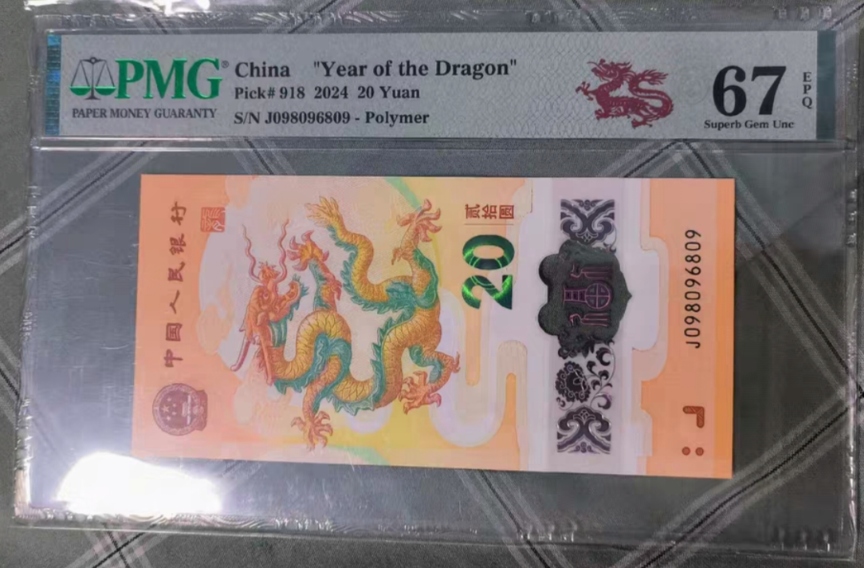 PMG®
PAPER MONEY GUARANTY
China "Year of the Dragon"
Pick# 918 2024 20 Yuan
S/N J098096809 - Polymer
67
EPQ
Superb Gem Unc
中国人民银行
贰拾圆
20
J098096809